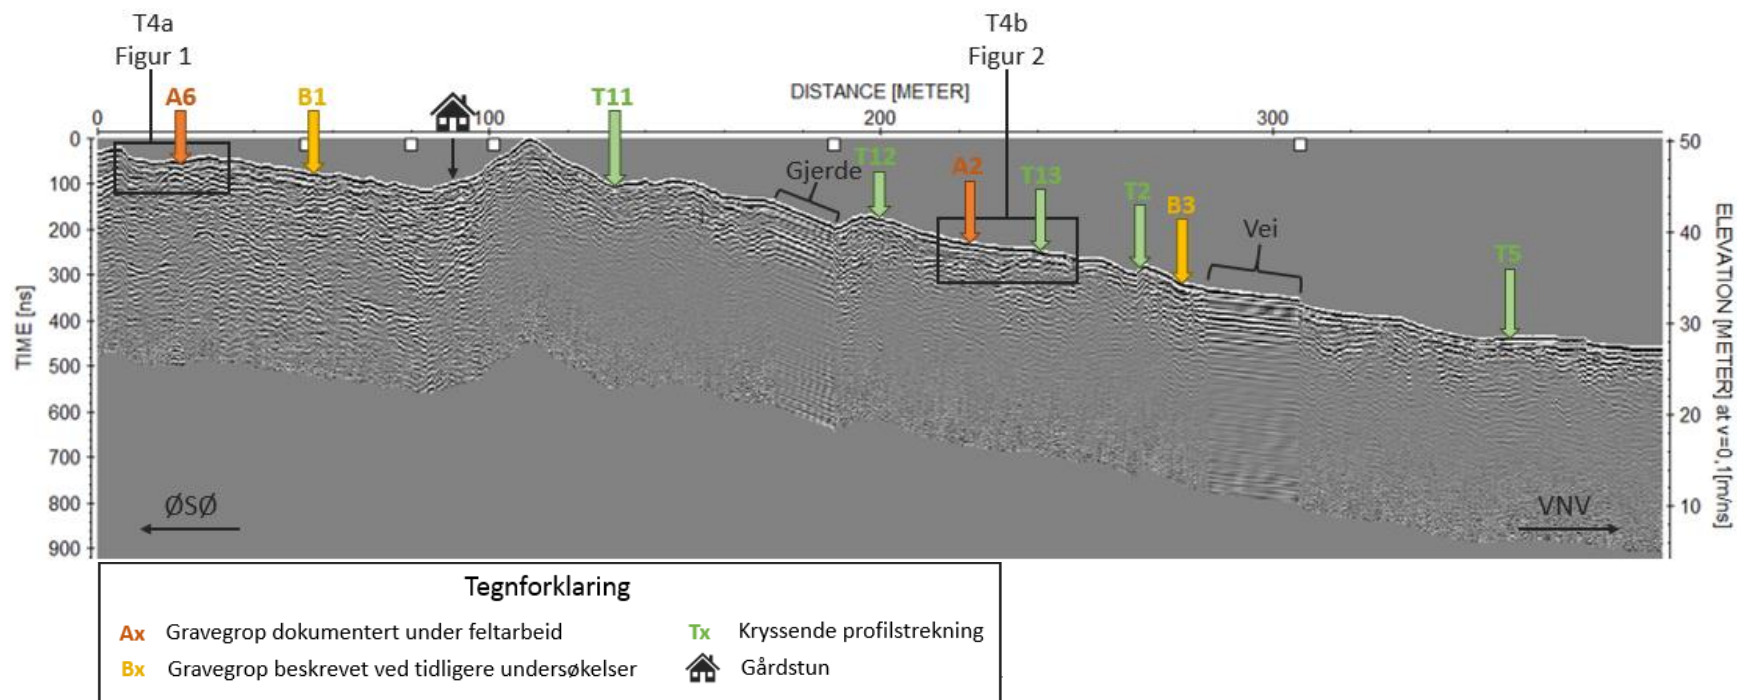 T4a
Figur 1
T4b
Figur 2
DISTANCE [METER]
A6
B1
T11
0
100
200
300
T12
A2
T13
T2
B3
T5
Gjerde
Vei
TIME [ns]
0
100
200
300
400
500
600
700
800
900
50
40
30
20
10
ELEVATION [METER] at v=0,1[m/ns]
ØSØ
VNV
Tegnforklaring
Ax Gravegrop dokumentert under feltarbeid
Tx Kryssende profilstrekning
Bx Gravegrop beskrevet ved tidligere undersøkelser
Gårdstun